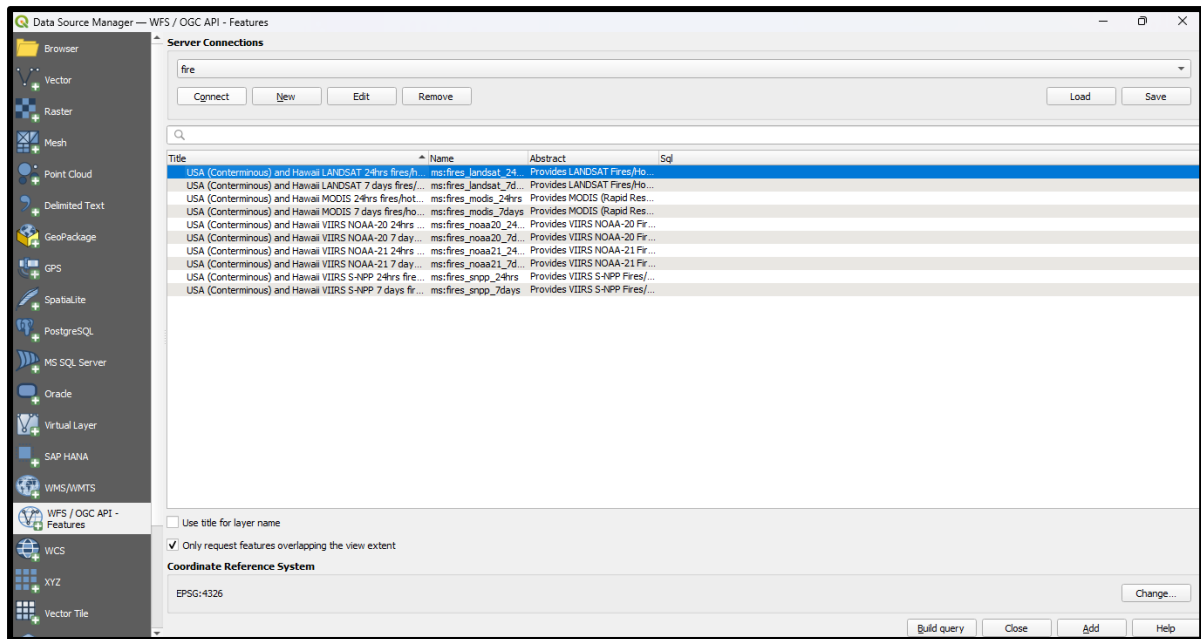 Data Source Manager — WFS / OGC API - Features
Browser
Vector
Raster
Mesh
Point Cloud
Delimited Text
GeoPackage
GPS
SpatiaLite
PostgreSQL
MS SQL Server
Oracle
Virtual Layer
SAP HANA
WMS/WMTS
WFS / OGC API -
Features
WCS
XYZ
Vector Tile
Server Connections
fire
Connect New Edit Remove Load Save
Title Name Abstract Sql
USA (Conterminous) and Hawaii LANDSAT 24hrs fires/h... ms:fires_landsat_24... Provides LANDSAT Fires/Ho...
USA (Conterminous) and Hawaii LANDSAT 7 days fires/... ms:fires_landsat_7d... Provides LANDSAT Fires/Ho...
USA (Conterminous) and Hawaii MODIS 24hrs fires/hot... ms:fires_modis_24hrs Provides MODIS (Rapid Res...
USA (Conterminous) and Hawaii MODIS 7 days fires/ho... ms:fires_modis_7days Provides MODIS (Rapid Res...
USA (Conterminous) and Hawaii VIIRS NOAA-20 24hrs ... ms:fires_noaa20_24... Provides VIIRS NOAA-20 Fir...
USA (Conterminous) and Hawaii VIIRS NOAA-20 7 day... ms:fires_noaa20_7d... Provides VIIRS NOAA-20 Fir...
USA (Conterminous) and Hawaii VIIRS NOAA-21 24hrs ... ms:fires_noaa21_24... Provides VIIRS NOAA-21 Fir...
USA (Conterminous) and Hawaii VIIRS NOAA-21 7 day... ms:fires_noaa21_7d... Provides VIIRS NOAA-21 Fir...
USA (Conterminous) and Hawaii VIIRS S-NPP 24hrs fire... ms:fires_snpp_24hrs Provides VIIRS S-NPP Fires/...
USA (Conterminous) and Hawaii VIIRS S-NPP 7 days fir... ms:fires_snpp_7days Provides VIIRS S-NPP Fires/...
Use title for layer name
Only request features overlapping the view extent
Coordinate Reference System
EPSG:4326
Change...
Build query Close Add Help